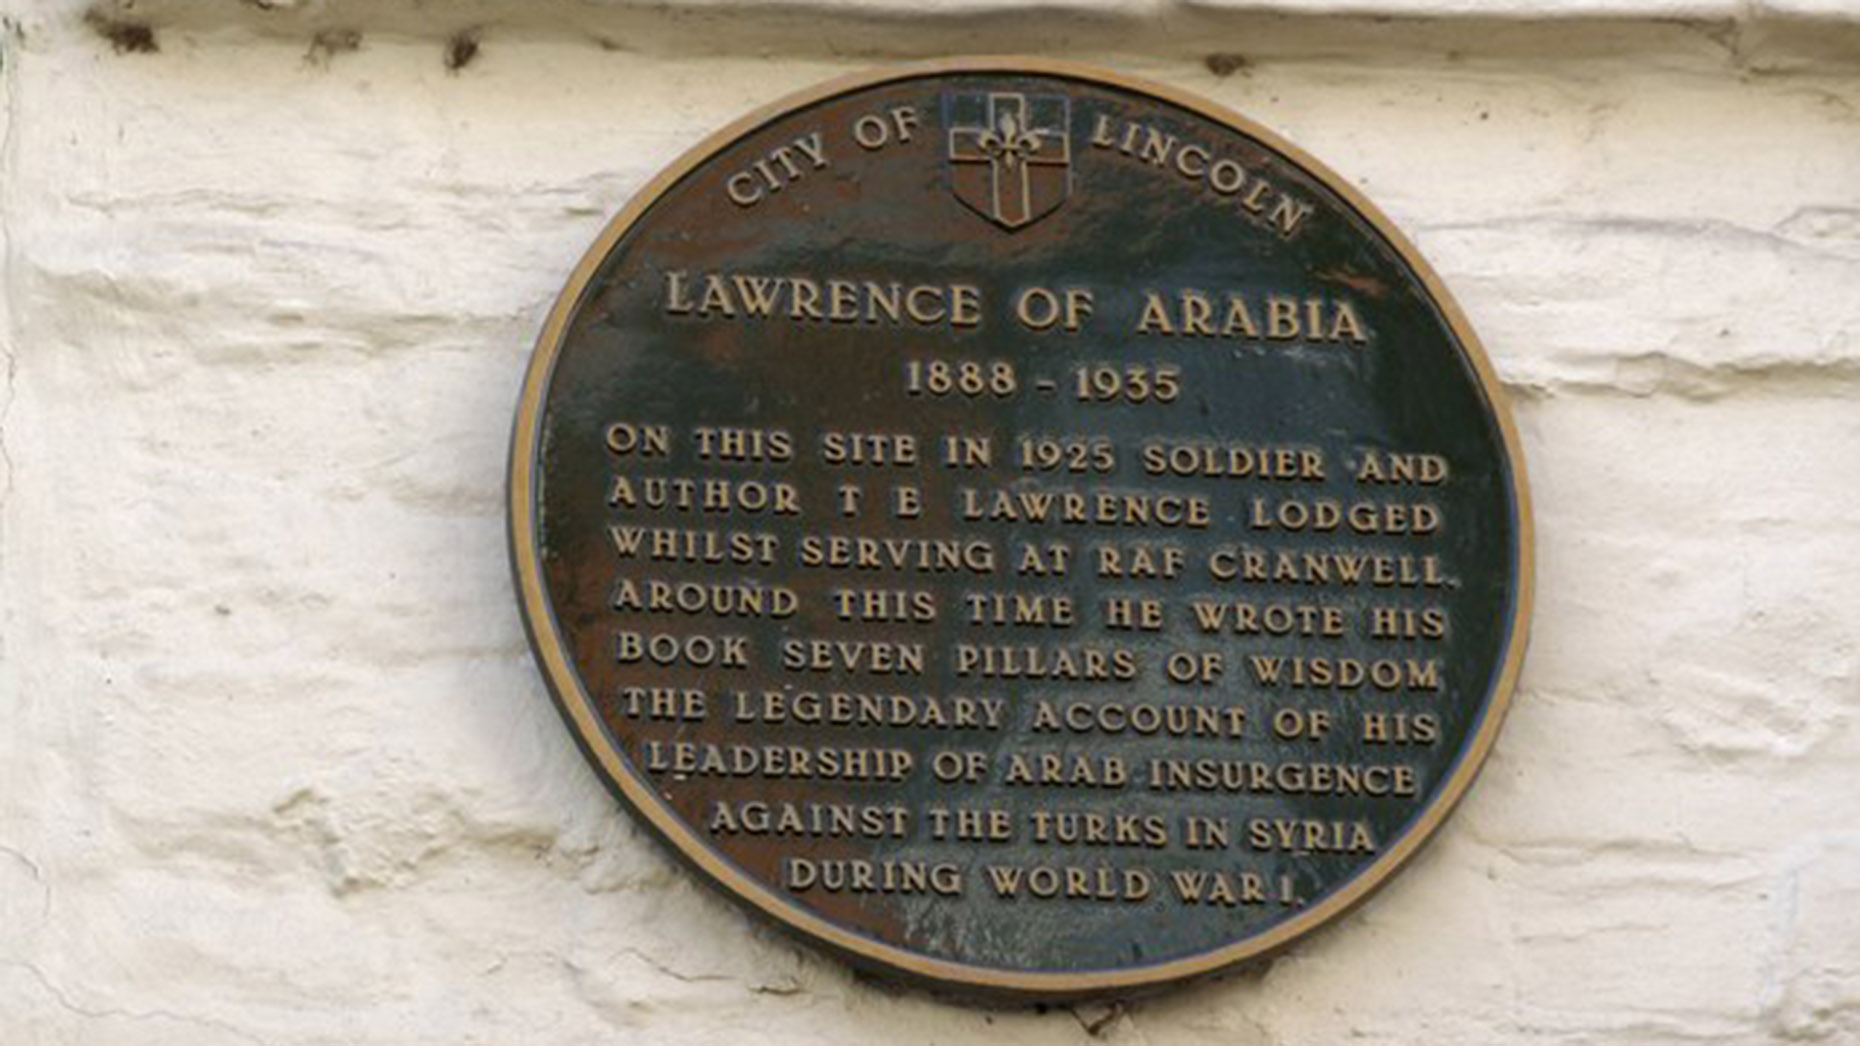 CITY OF LINCOLN
LAWRENCE OF ARABIA
1888 - 1935
ON THIS SITE IN 1925 SOLDIER AND
AUTHOR T E LAWRENCE LODGED
WHILST SERVING AT RAF CRANWELL.
AROUND THIS TIME HE WROTE HIS
BOOK SEVEN PILLARS OF WISDOM
THE LEGENDARY ACCOUNT OF HIS
LEADERSHIP OF ARAB INSURGENCE
AGAINST THE TURKS IN SYRIA
DURING WORLD WAR 1.